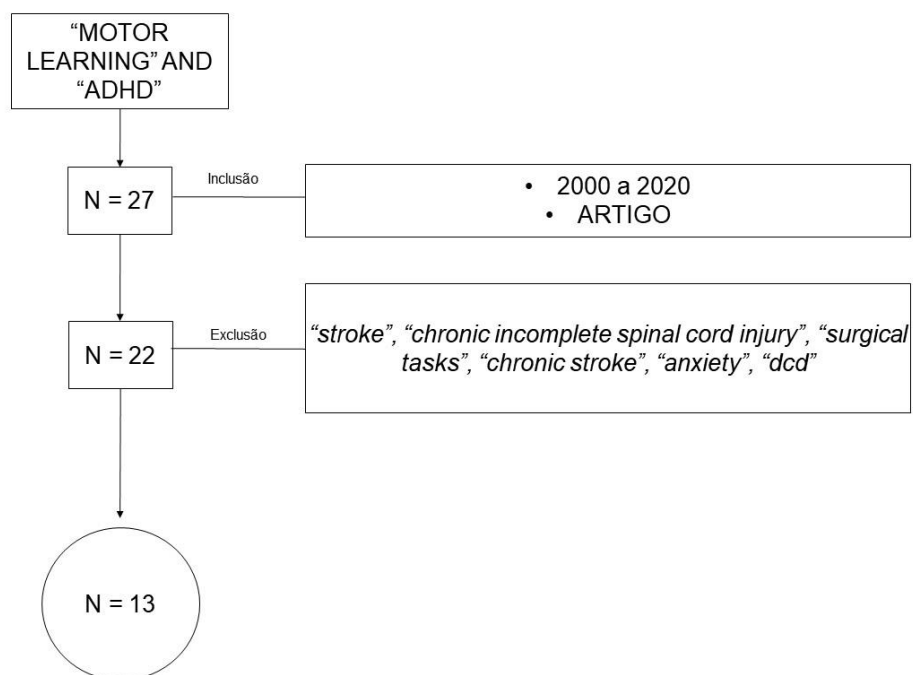 “MOTOR
LEARNING” AND
“ADHD”
N = 27
Inclusão
• 2000 a 2020
• ARTIGO
N = 22
Exclusão
“stroke”, “chronic incomplete spinal cord injury”, “surgical
tasks”, “chronic stroke”, “anxiety”, “dcd”
N = 13